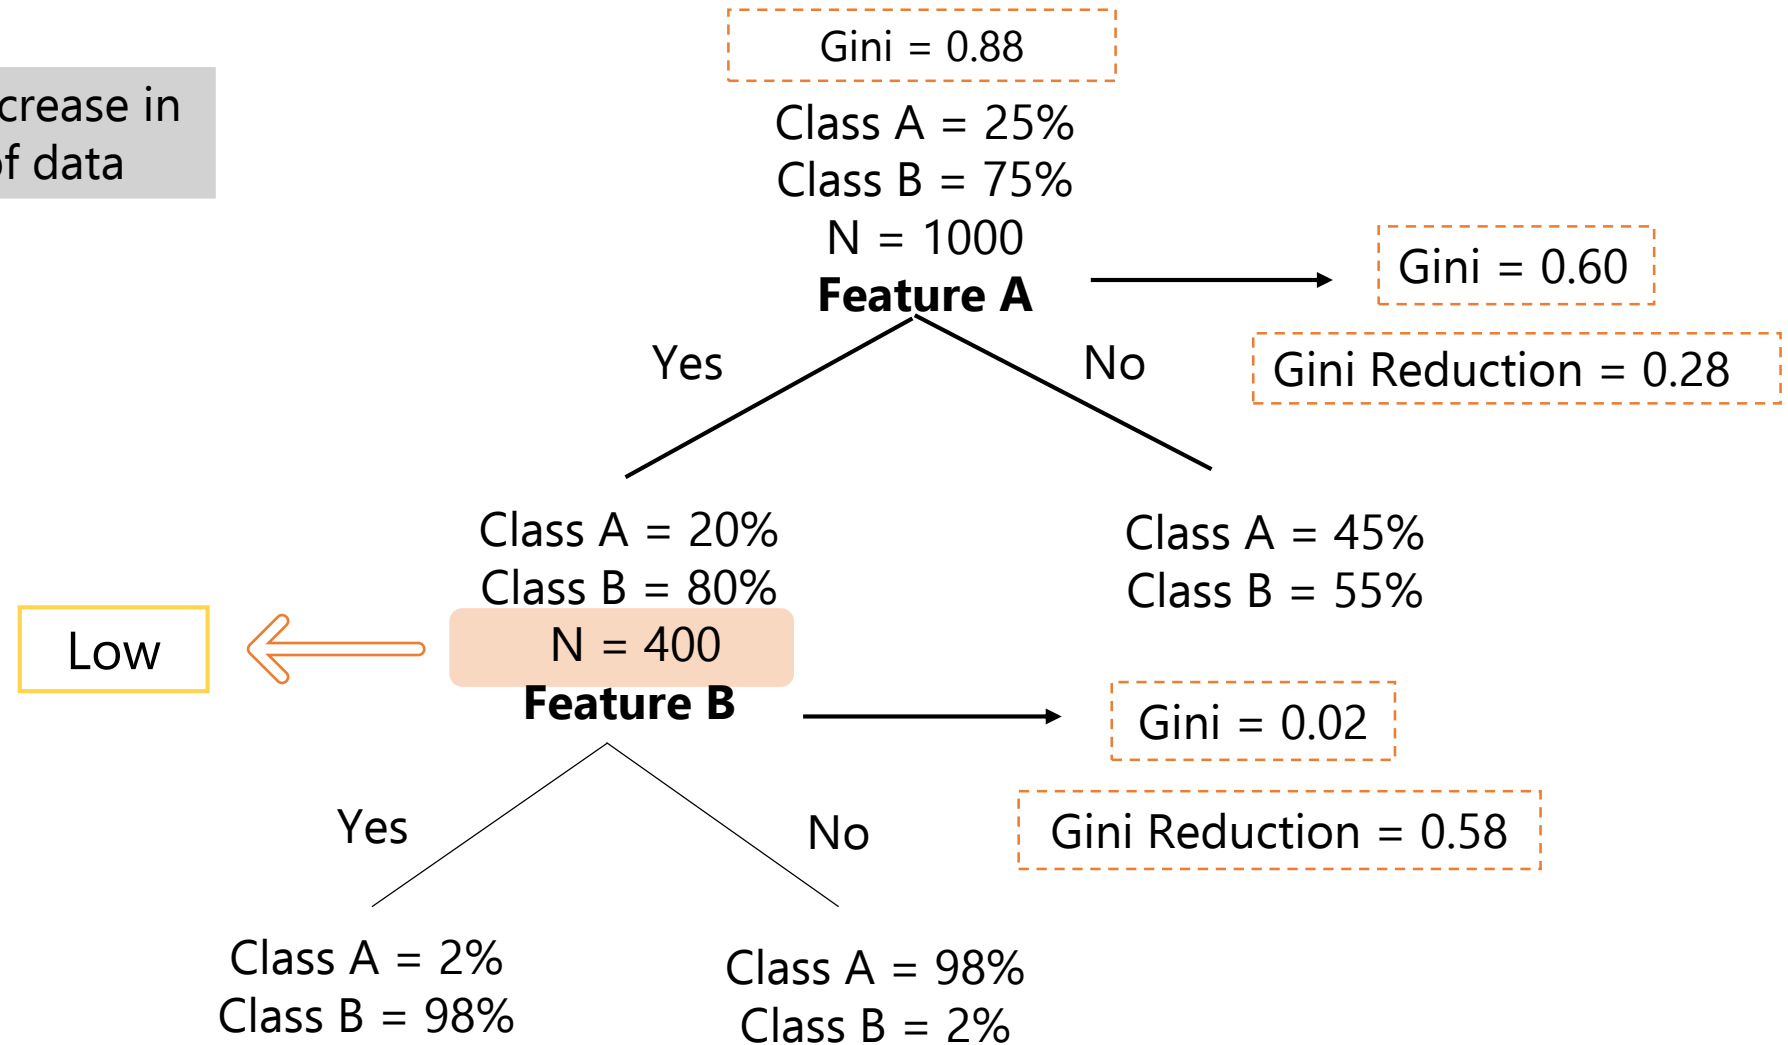 Gini = 0.88
crease in
of data
Class A = 25%
Class B = 75%
N = 1000
Feature A
Gini = 0.60
Gini Reduction = 0.28
Yes
No
Class A = 20%
Class B = 80%
N = 400
Feature B
Class A = 45%
Class B = 55%
Low
Gini = 0.02
Gini Reduction = 0.58
Yes
No
Class A = 2%
Class B = 98%
Class A = 98%
Class B = 2%